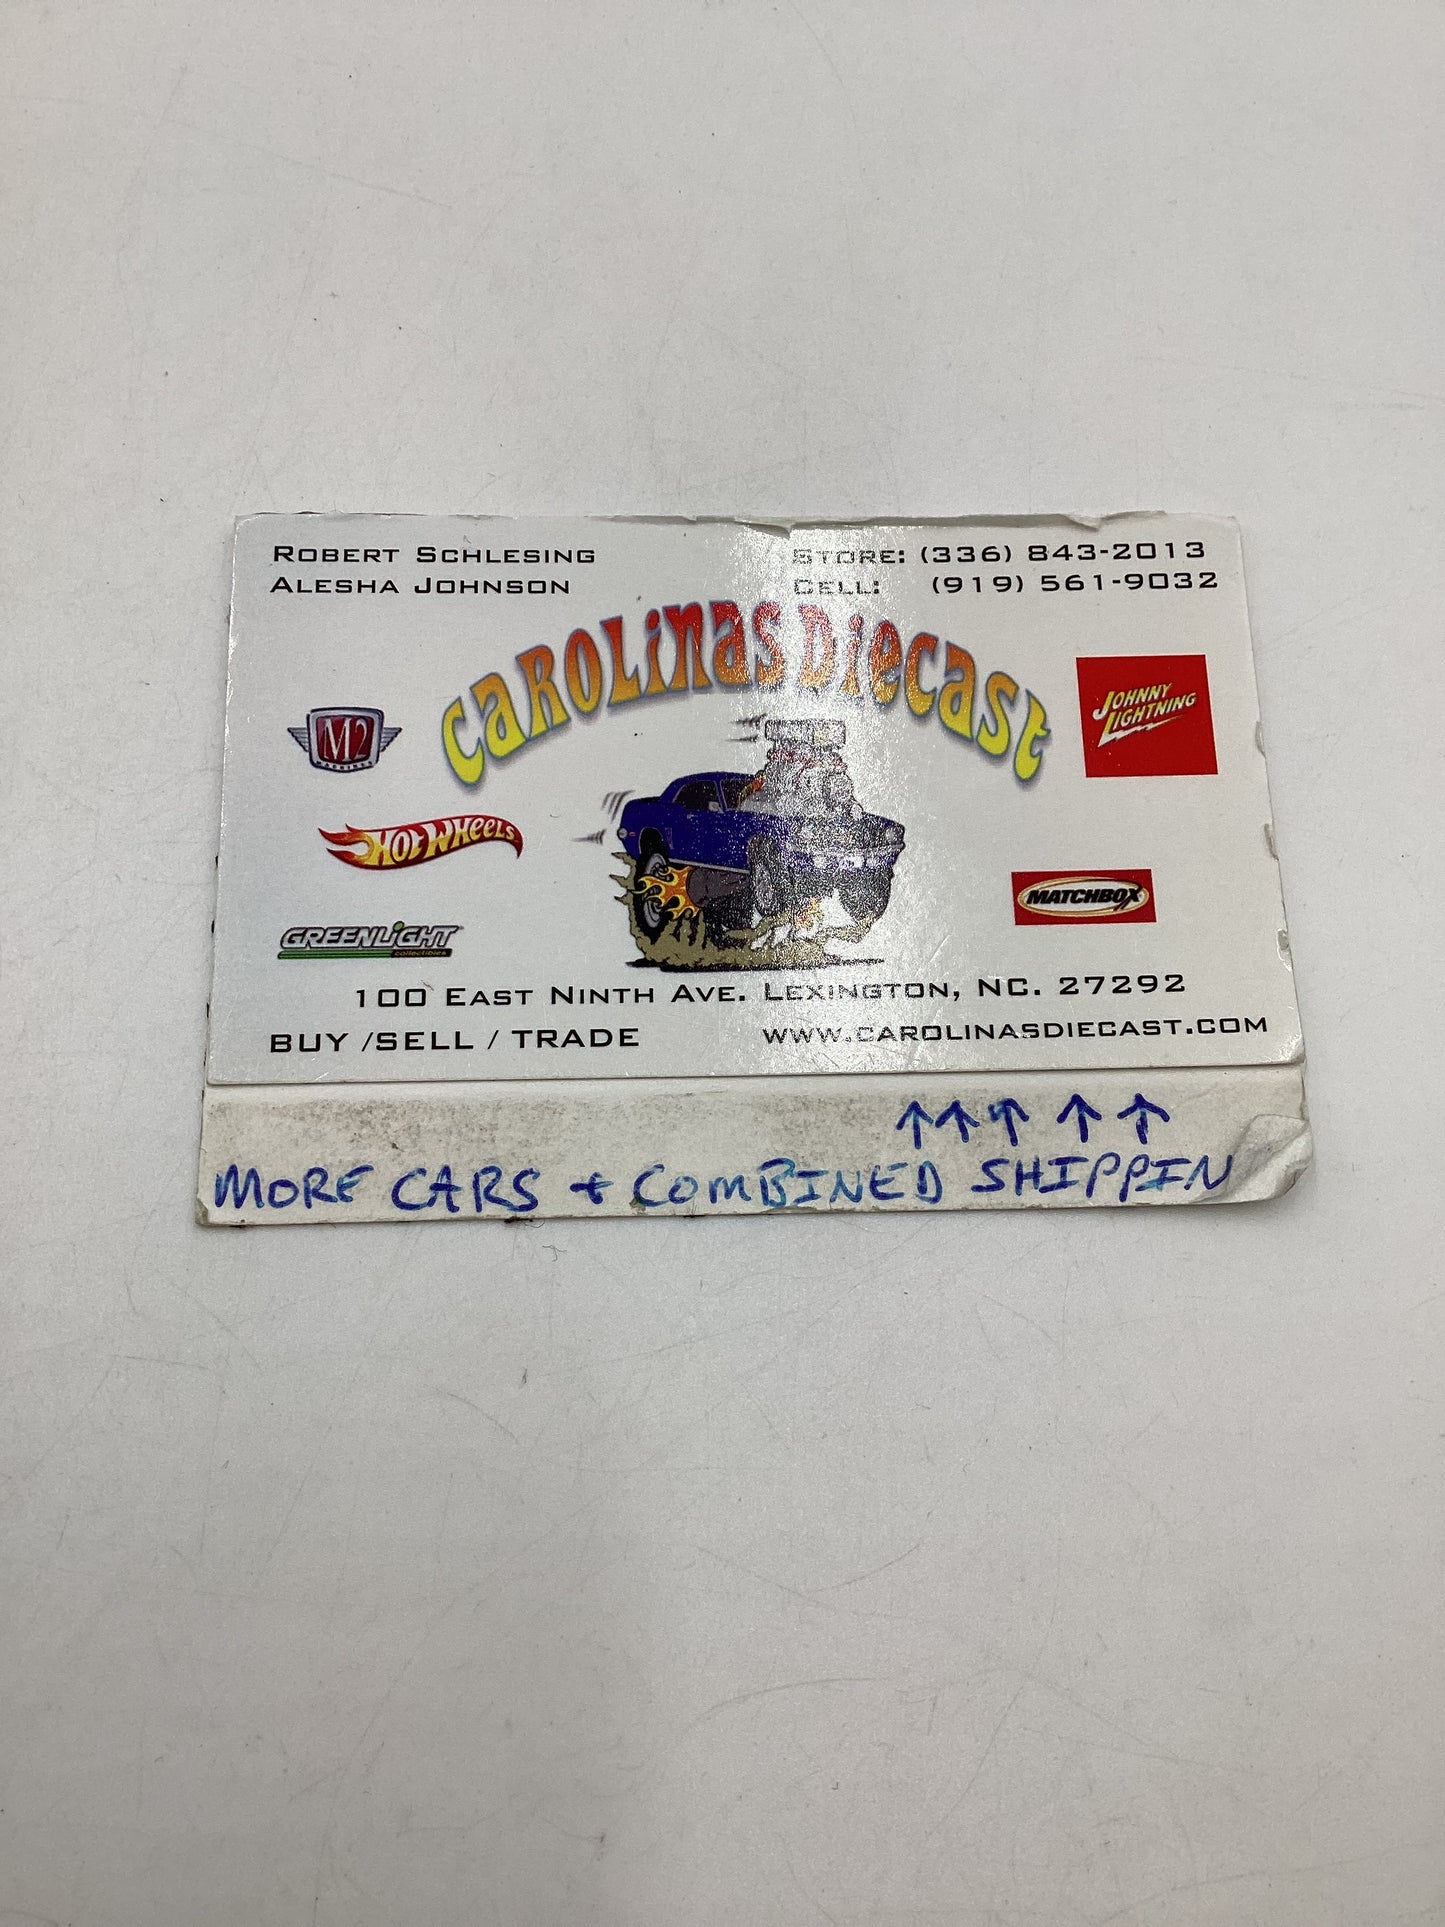 ROBERT SCHLESING
ALESHA JOHNSON
STORE: (336) 843-2013
CELL: (919) 561-9032
CAROLINAS DIECAST
M2
MACHINES
JOHNNY
LIGHTNING
HOT WHEELS
MATCHBOX
GREENLIGHT
collectibles
100 EAST NINTH AVE. LEXINGTON, NC. 27292
BUY /SELL / TRADE
WWW.CAROLINASDIECAST.COM
MORE CARS + COMBINED SHIPPIN